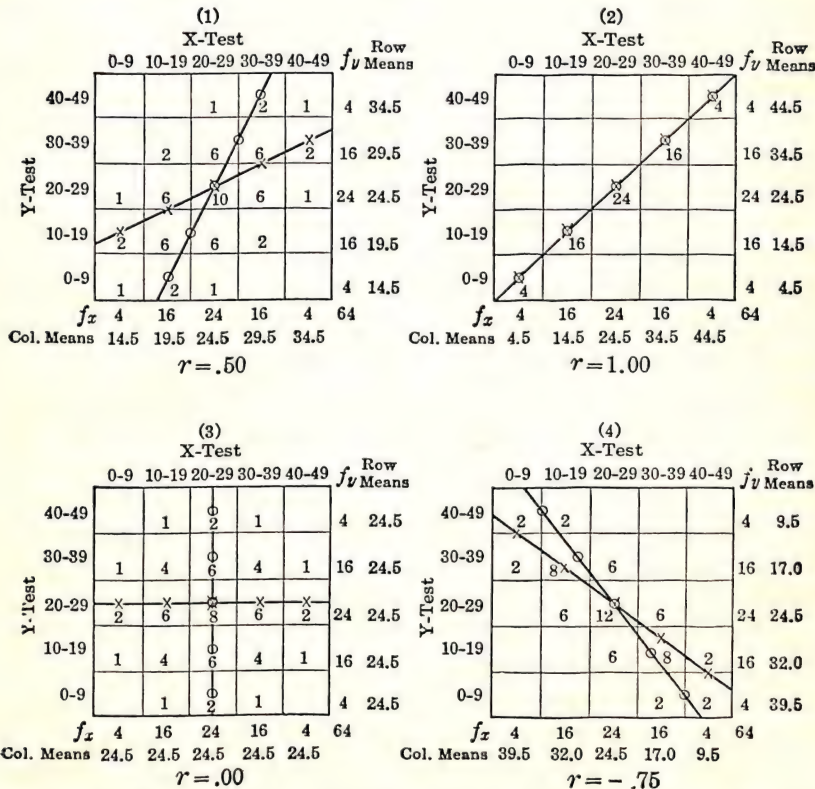 (1)
X-Test
0-9 10-19 20-29 30-39 40-49 fy Row Means
Y-Test
40-49 1 2 1 4 34.5
30-39 2 6 6 2 16 29.5
20-29 1 6 10 6 1 24 24.5
10-19 2 6 6 2 16 19.5
0-9 1 2 1 4 14.5
fx 4 16 24 16 4 64
Col. Means 14.5 19.5 24.5 29.5 34.5
r = .50
(2)
X-Test
0-9 10-19 20-29 30-39 40-49 fy Row Means
Y-Test
40-49 4 4 44.5
30-39 16 16 34.5
20-29 24 24 24.5
10-19 16 16 14.5
0-9 4 4 4.5
fx 4 16 24 16 4 64
Col. Means 4.5 14.5 24.5 34.5 44.5
r = 1.00
(3)
X-Test
0-9 10-19 20-29 30-39 40-49 fy Row Means
Y-Test
40-49 1 2 1 4 24.5
30-39 1 4 6 4 1 16 24.5
20-29 2 6 8 6 2 24 24.5
10-19 1 4 6 4 1 16 24.5
0-9 1 2 1 4 24.5
fx 4 16 24 16 4 64
Col. Means 24.5 24.5 24.5 24.5 24.5
r = .00
(4)
X-Test
0-9 10-19 20-29 30-39 40-49 fy Row Means
Y-Test
40-49 2 2 4 9.5
30-39 2 8 6 16 17.0
20-29 6 12 6 24 24.5
10-19 6 8 2 16 32.0
0-9 2 2 4 39.5
fx 4 16 24 16 4 64
Col. Means 39.5 32.0 24.5 17.0 9.5
r = – .75